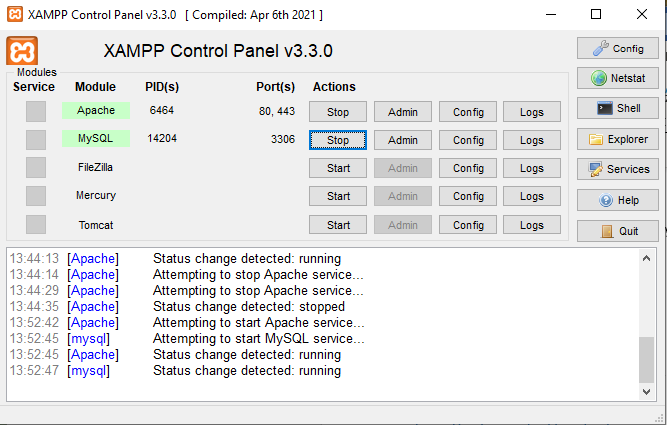 XAMPP Control Panel v3.3.0 [ Compiled: Apr 6th 2021 ]
XAMPP Control Panel v3.3.0
Config
Modules
Service Module PID(s) Port(s) Actions
Netstat
Apache 6464 80, 443 Stop Admin Config Logs
Shell
MySQL 14204 3306 Stop Admin Config Logs
Explorer
FileZilla Start Admin Config Logs
Services
Mercury Start Admin Config Logs
Help
Tomcat Start Admin Config Logs
Quit
13:44:13 [Apache] Status change detected: running
13:44:14 [Apache] Attempting to stop Apache service...
13:44:29 [Apache] Attempting to stop Apache service...
13:44:35 [Apache] Status change detected: stopped
13:52:42 [Apache] Attempting to start Apache service...
13:52:45 [mysql] Attempting to start MySQL service...
13:52:45 [Apache] Status change detected: running
13:52:47 [mysql] Status change detected: running